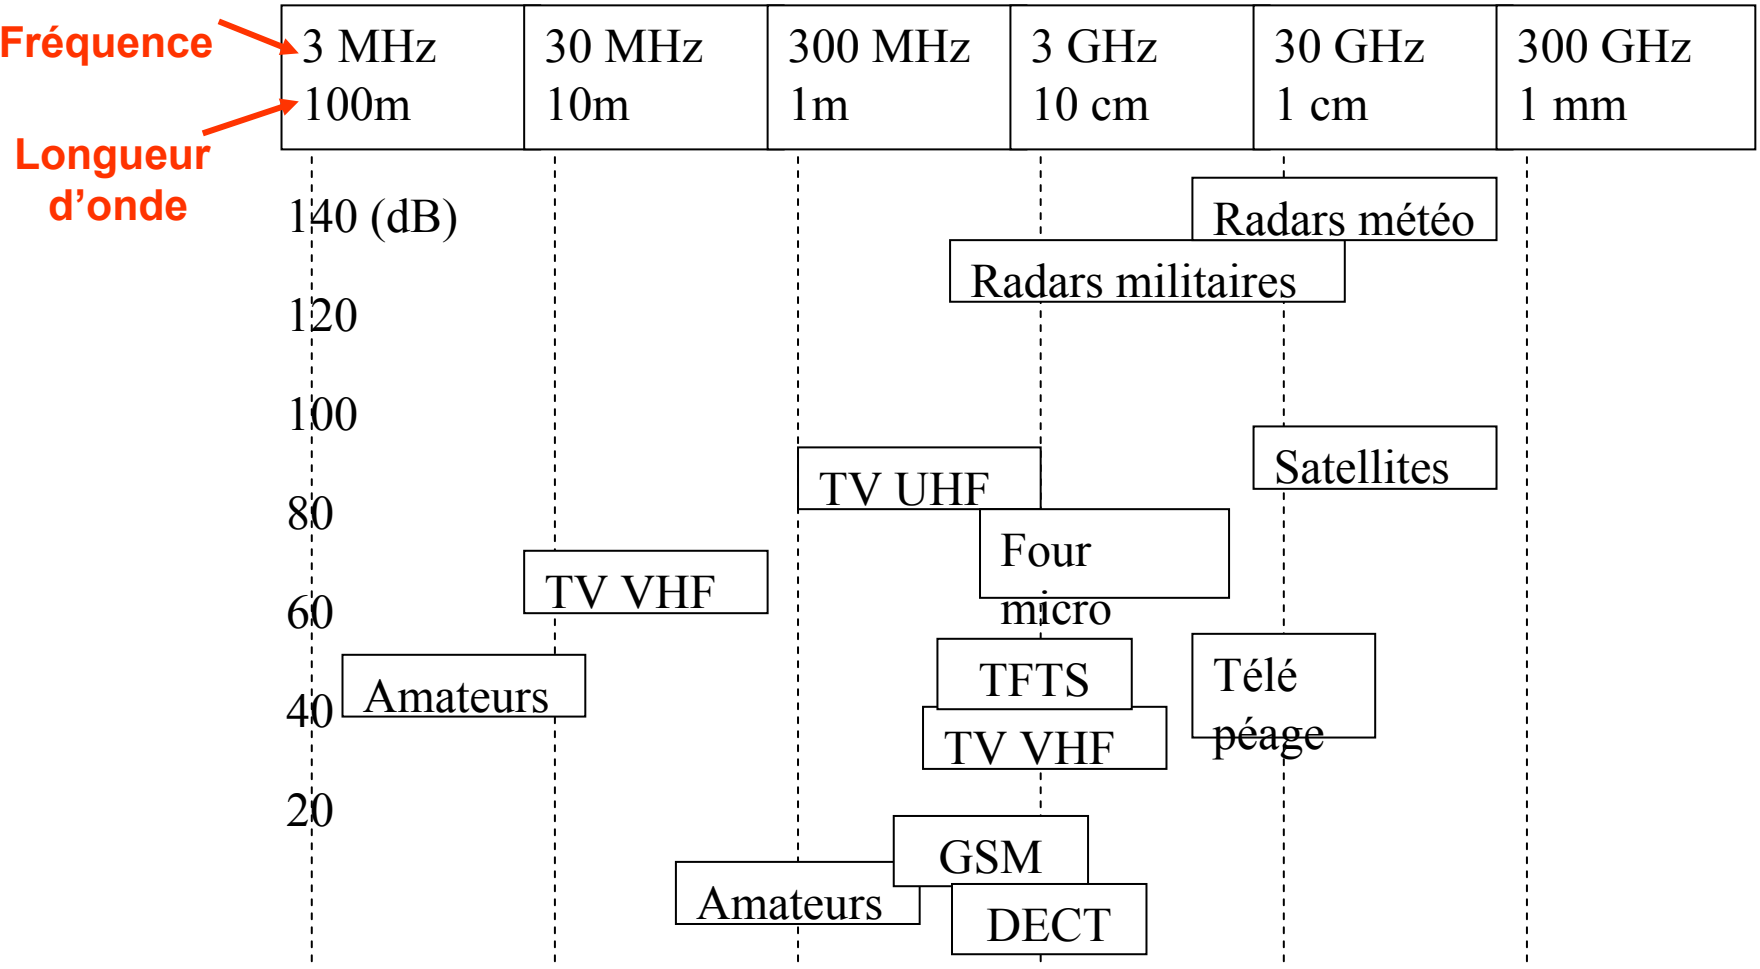 Fréquence
3 MHz
100m
30 MHz
10m
300 MHz
1m
3 GHz
10 cm
30 GHz
1 cm
300 GHz
1 mm
Longueur
d’onde
140 (dB)
Radars météo
Radars militaires
120
100
Satellites
TV UHF
80
Four
micro
TV VHF
60
TFTS
Télé
péage
Amateurs
40
TV VHF
20
GSM
Amateurs
DECT